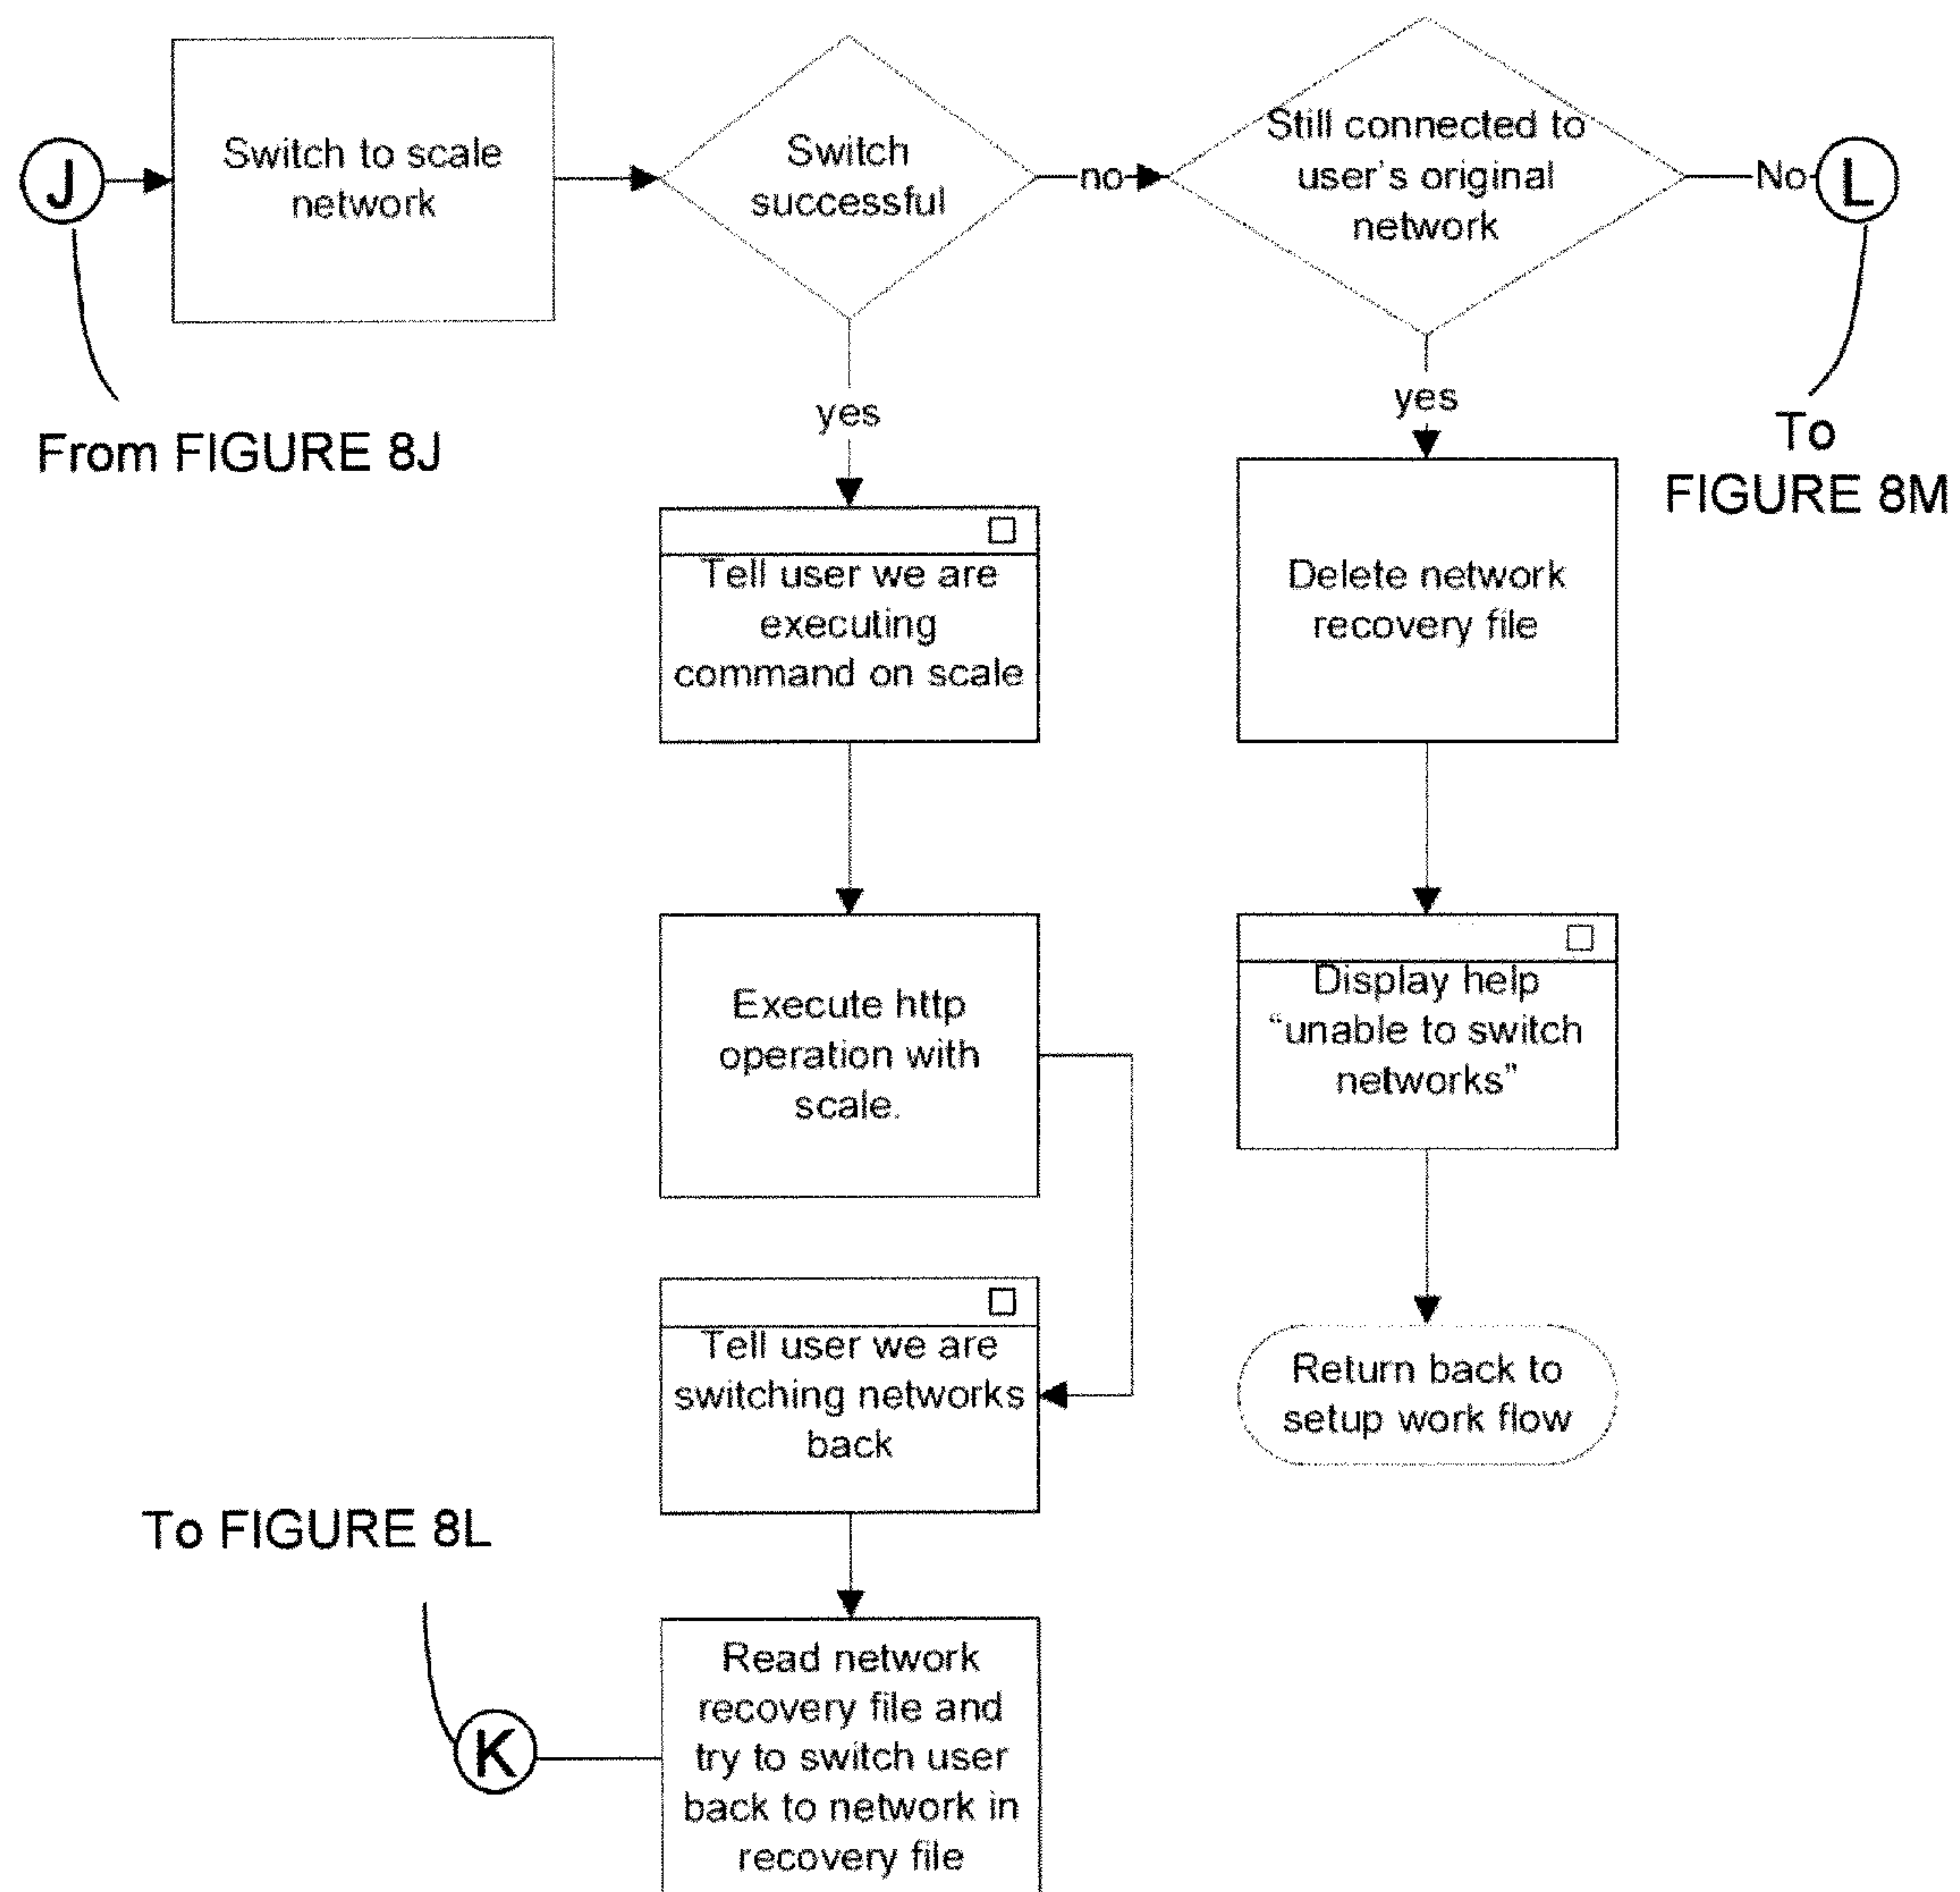 J
Switch to scale
network
Switch
successful
no
Still connected to
user's original
network
No
L
From FIGURE 8J
yes
yes
To
FIGURE 8M
Tell user we are
executing
command on scale
Delete network
recovery file
Execute http
operation with
scale.
Display help
“unable to switch
networks”
Tell user we are
switching networks
back
Return back to
setup work flow
To FIGURE 8L
K
Read network
recovery file and
try to switch user
back to network in
recovery file